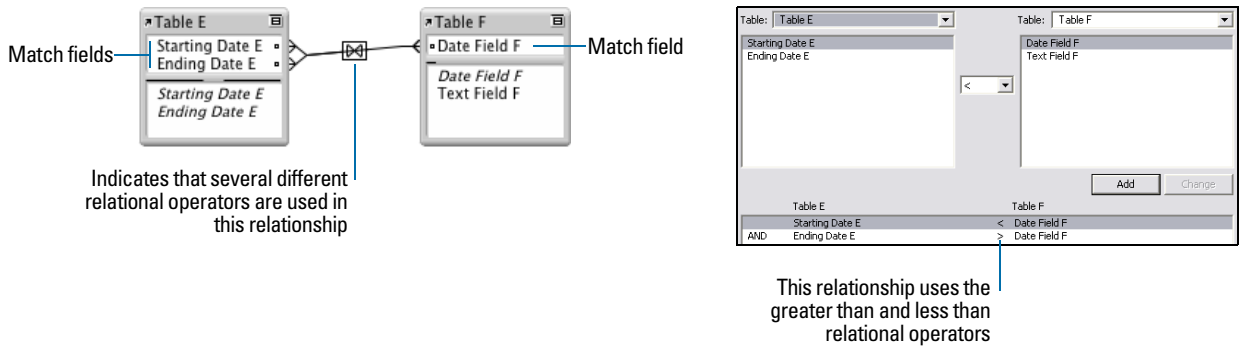 Table E
Starting Date E
Ending Date E
Starting Date E
Ending Date E
Match fields
Table F
Date Field F
Date Field F
Text Field F
Match field
Indicates that several different
relational operators are used in
this relationship
Table: Table E
Table: Table F
Starting Date E
Ending Date E
<
Date Field F
Text Field F
Add
Change
Table E Table F
Starting Date E < Date Field F
AND Ending Date E > Date Field F
This relationship uses the
greater than and less than
relational operators